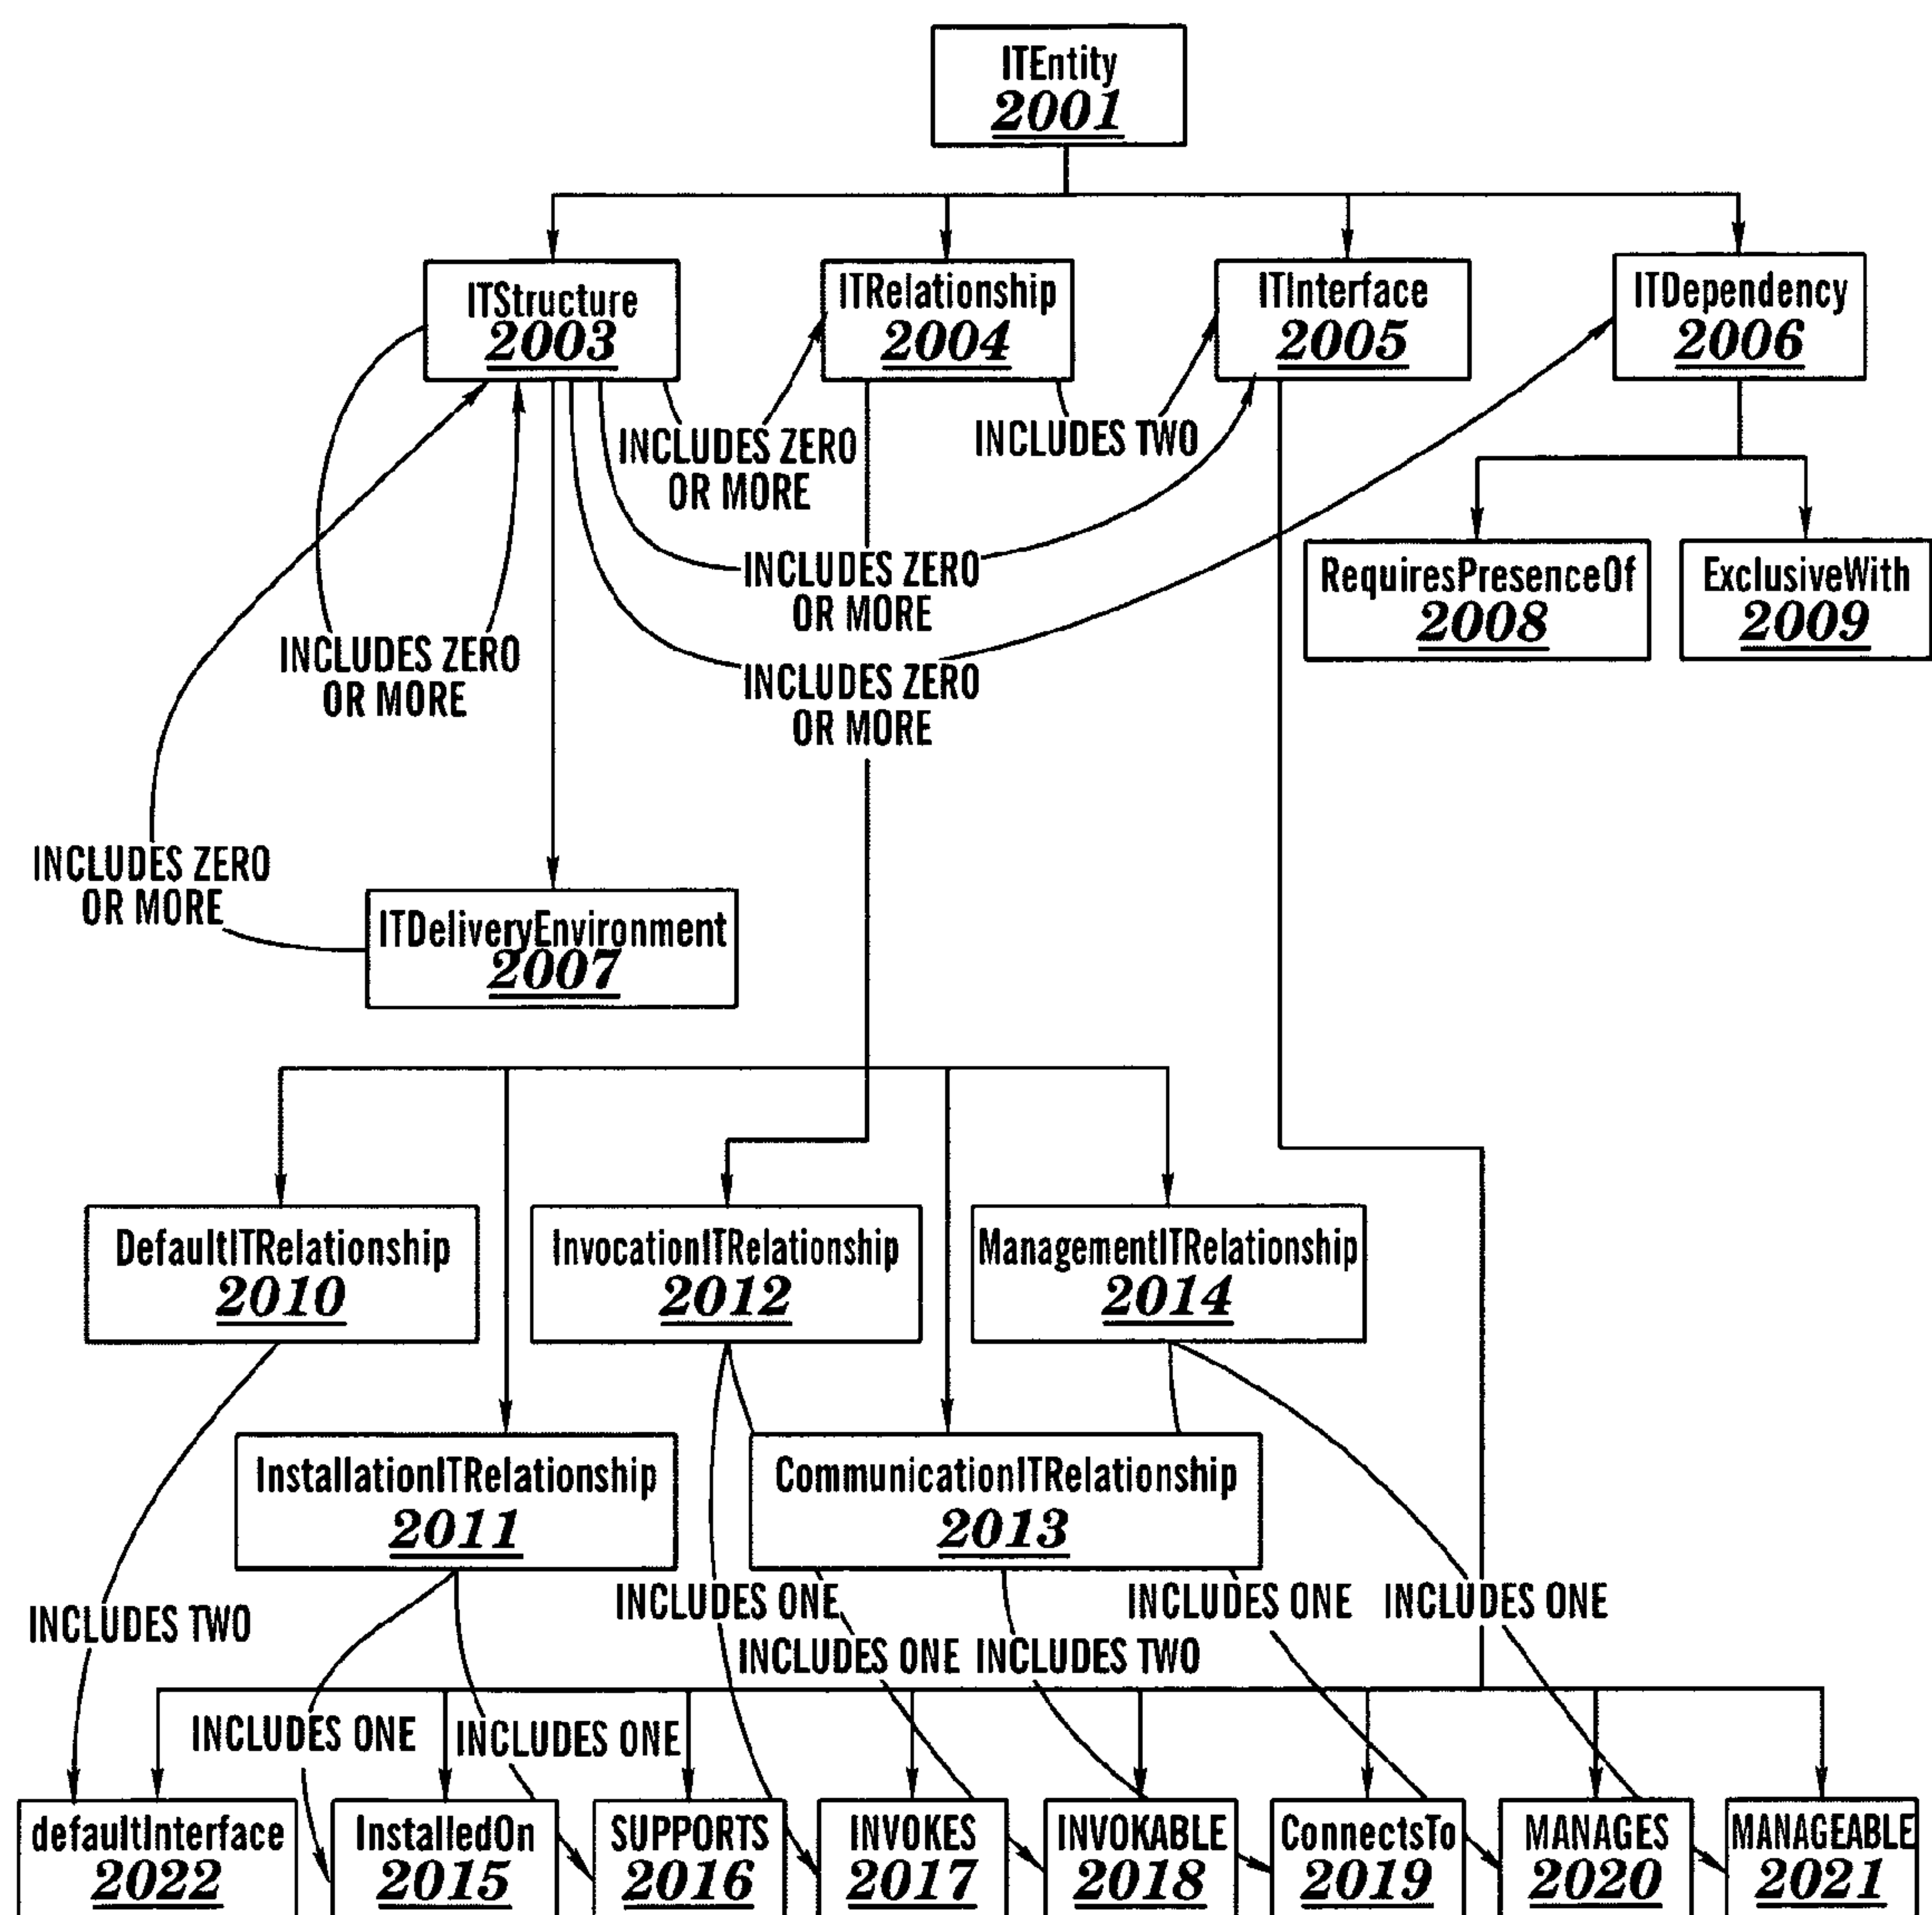 ITEntity
2001
ITStructure
2003
ITRelationship
2004
ITInterface
2005
ITDependency
2006
INCLUDES ZERO
OR MORE
INCLUDES TWO
INCLUDES ZERO
OR MORE
RequiresPresenceOf
2008
ExclusiveWith
2009
INCLUDES ZERO
OR MORE
INCLUDES ZERO
OR MORE
INCLUDES ZERO
OR MORE
ITDeliveryEnvironment
2007
DefaultITRelationship
2010
InvocationITRelationship
2012
ManagementITRelationship
2014
InstallationITRelationship
2011
CommunicationITRelationship
2013
INCLUDES TWO
INCLUDES ONE
INCLUDES ONE
INCLUDES TWO
INCLUDES ONE
INCLUDES ONE
INCLUDES ONE
INCLUDES ONE
defaultInterface
2022
InstalledOn
2015
SUPPORTS
2016
INVOKES
2017
INVOKABLE
2018
ConnectsTo
2019
MANAGES
2020
MANAGEABLE
2021